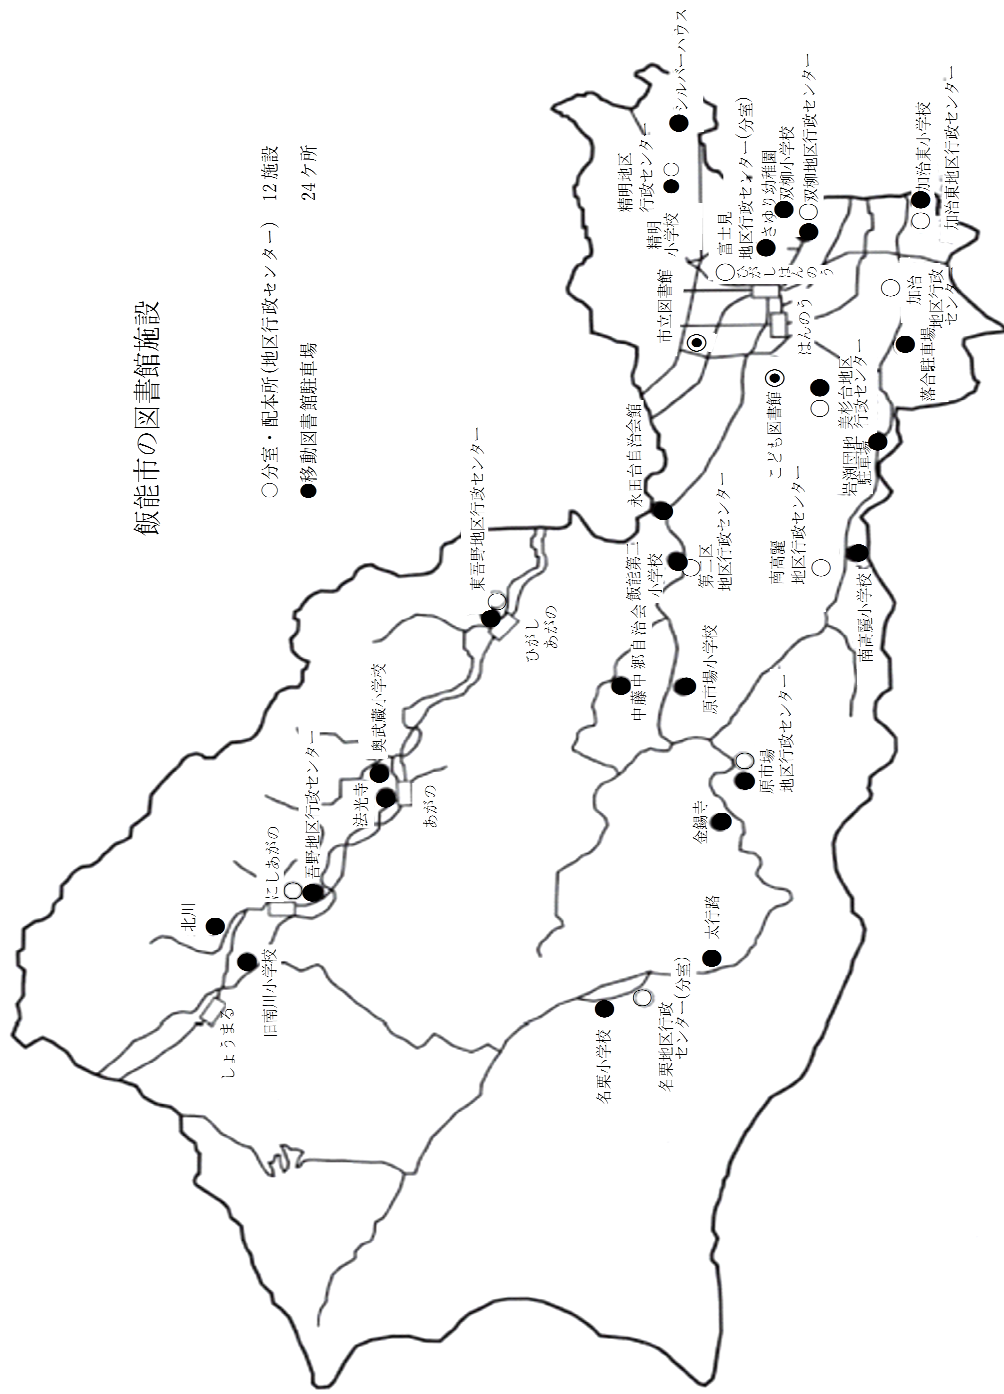 飯能市の図書館施設
○分室・配本所(地区行政センター) 12施設
●移動図書館駐車場 24ケ所
シルバーハウス
精明地区
行政センター
精明
小学校
富士見
地区行政センター(分室)
さゆり幼稚園
双柳小学校
双柳地区行政センター
加治東小学校
加治東地区行政センター
市立図書館
ひがしはんのう
はんのう
加治
地区行政
センター
落合駐車場
こども図書館
美杉台地区
行政センター
岩渕団地
駐車場
永田台自治会館
飯能第二
小学校
第二区
地区行政センター
南高麗
地区行政センター
南高麗小学校
東吾野地区行政センター
ひがし
あがの
中藤中郷自治会
原市場小学校
原市場
地区行政センター
金錫寺
奥武蔵小学校
法光寺
あがの
吾野地区行政センター
にしあがの
北川
旧南川小学校
しょうまる
太行路
名栗地区行政
センター(分室)
名栗小学校